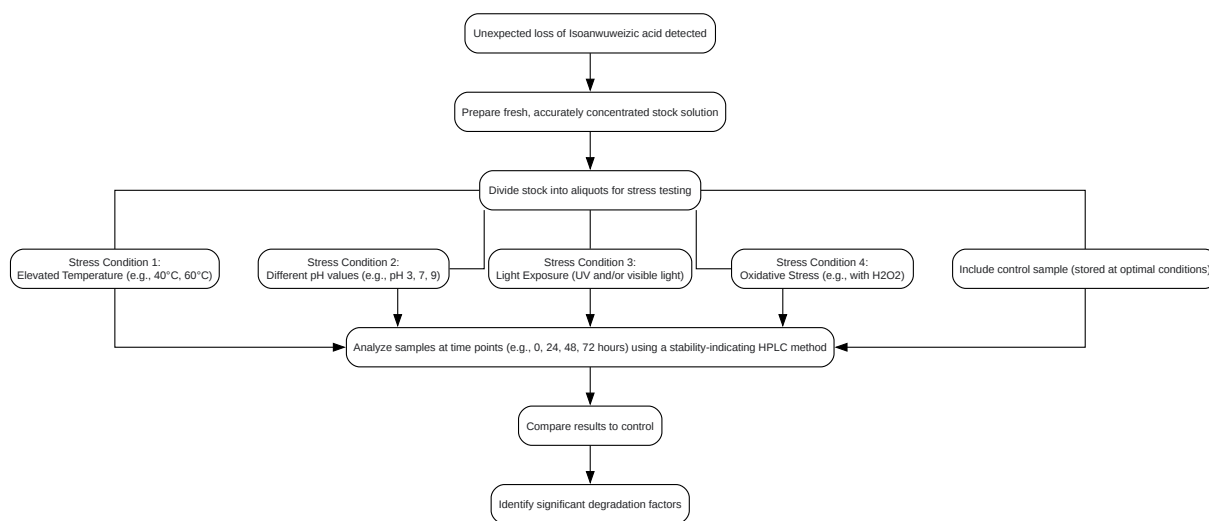 Unexpected loss of Isoanwuweizic acid detected
Prepare fresh, accurately concentrated stock solution
Divide stock into aliquots for stress testing
Stress Condition 1:
Elevated Temperature (e.g., 40°C, 60°C)
Stress Condition 2:
Different pH values (e.g., pH 3, 7, 9)
Stress Condition 3:
Light Exposure (UV and/or visible light)
Stress Condition 4:
Oxidative Stress (e.g., with H2O2)
Include control sample (stored at optimal conditions)
Analyze samples at time points (e.g., 0, 24, 48, 72 hours) using a stability-indicating HPLC method
Compare results to control
Identify significant degradation factors